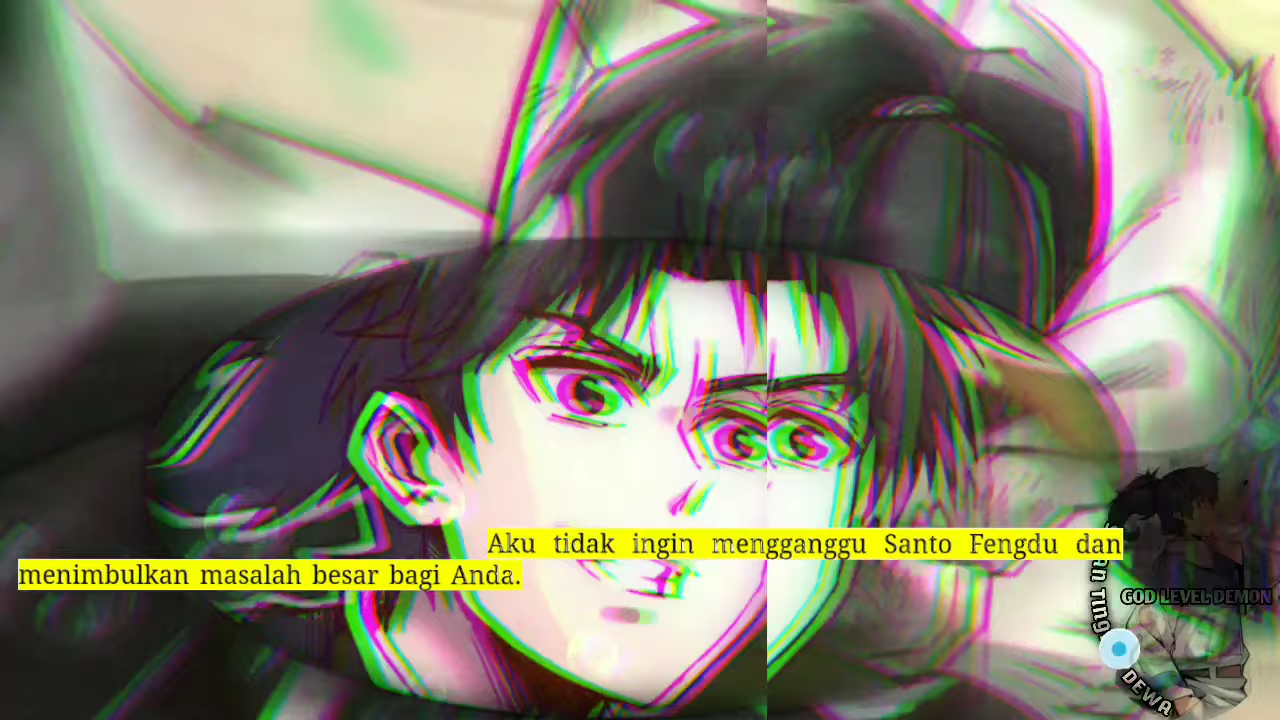 Aku tidak ingin mengganggu Santo Fengdu dan
menimbulkan masalah besar bagi Anda.
GOD LEVEL DEMON
DEWA